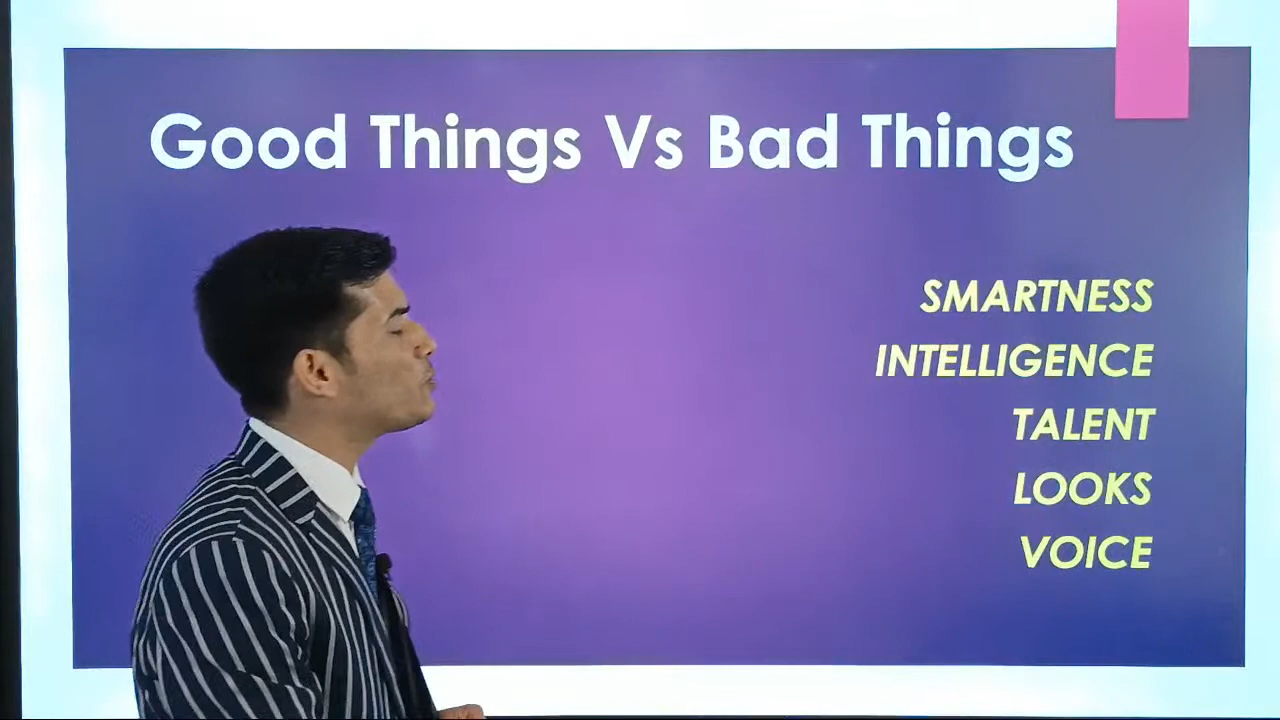 Good Things Vs Bad Things
SMARTNESS
INTELLIGENCE
TALENT
LOOKS
VOICE